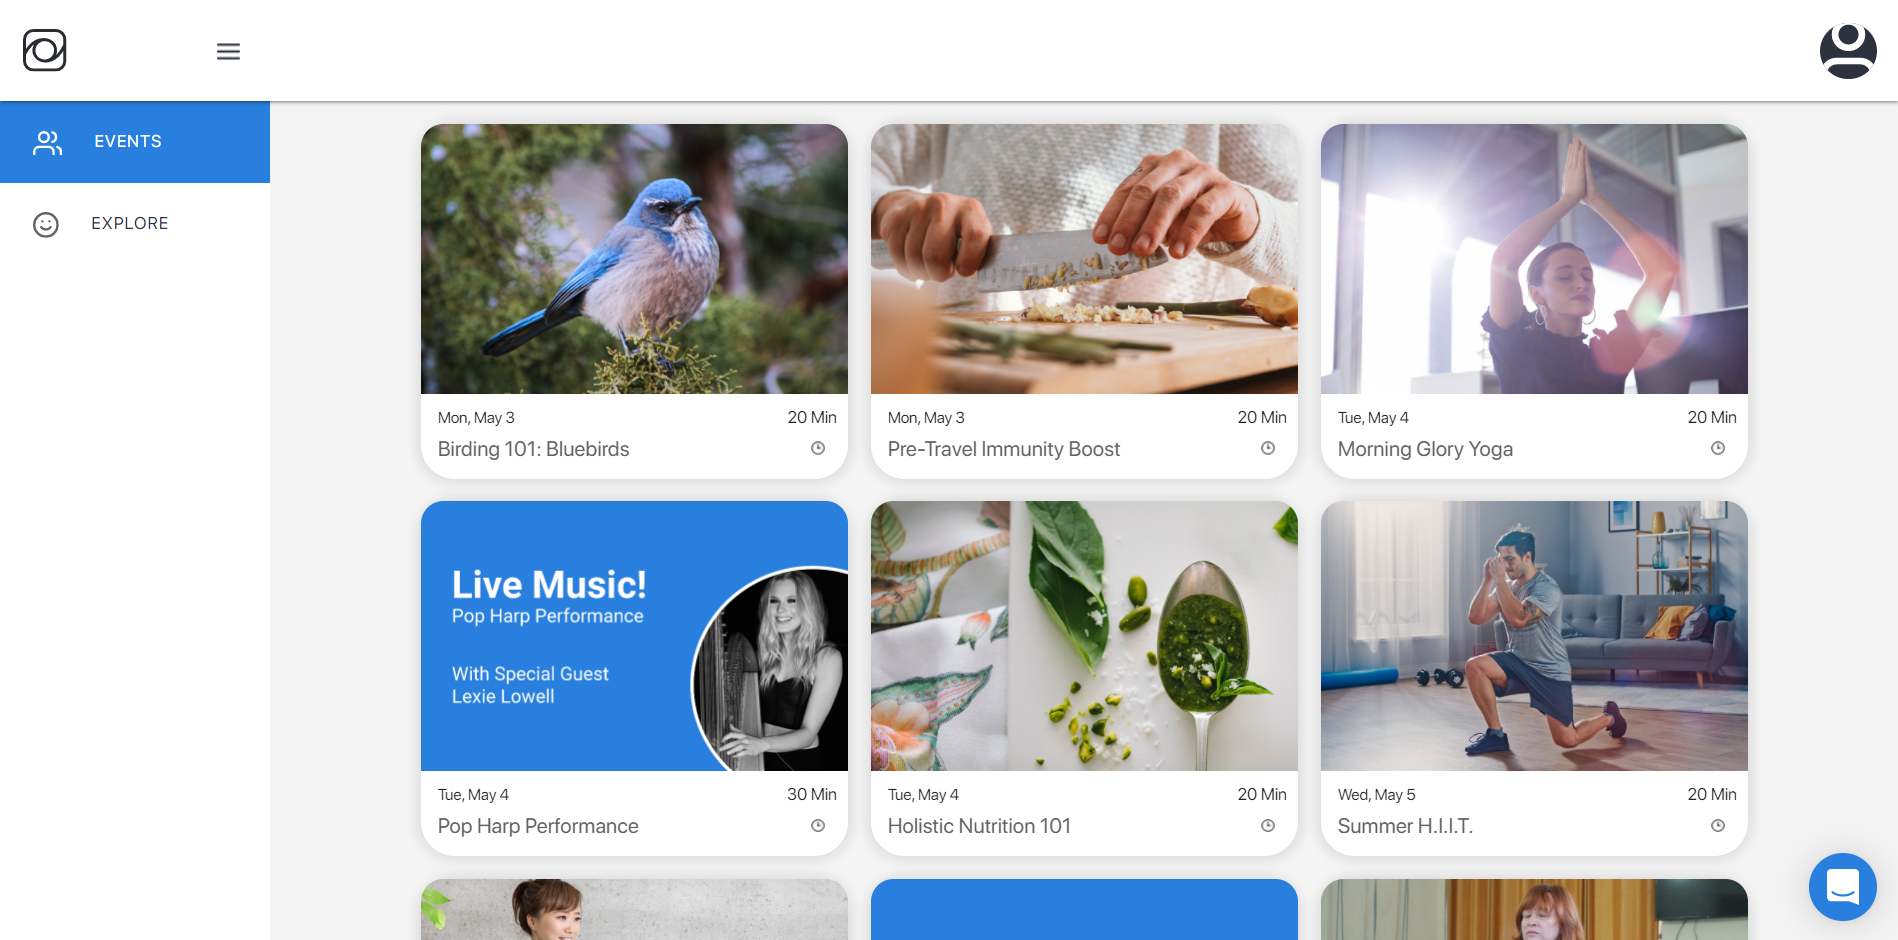 EVENTS
EXPLORE
Mon, May 3
20 Min
Birding 101: Bluebirds
Mon, May 3
20 Min
Pre-Travel Immunity Boost
Tue, May 4
20 Min
Morning Glory Yoga
Live Music!
Pop Harp Performance
With Special Guest
Lexie Lowell
Tue, May 4
30 Min
Pop Harp Performance
Tue, May 4
20 Min
Holistic Nutrition 101
Wed, May 5
20 Min
Summer H.I.I.T.